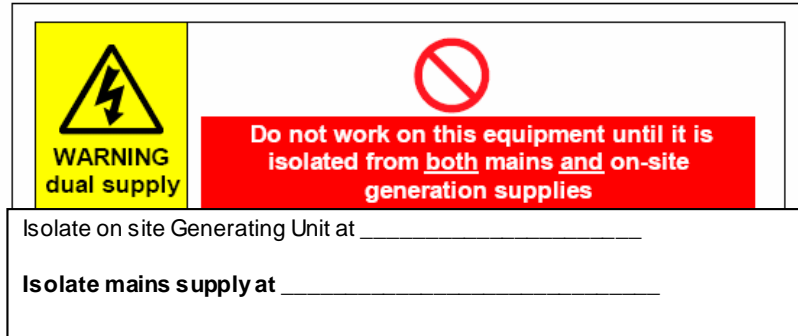 WARNING
dual supply
Do not work on this equipment until it is
isolated from both mains and on-site
generation supplies
Isolate on site Generating Unit at ______________________
Isolate mains supply at _____________________________